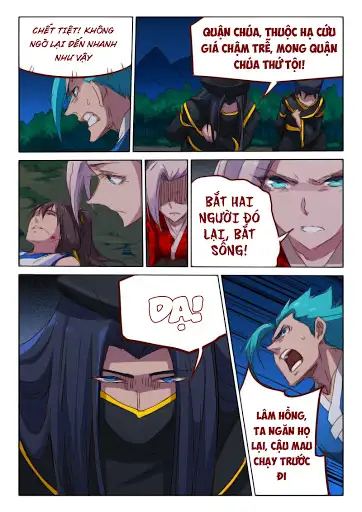 CHẾT TIỆT! KHÔNG
NGỜ LẠI ĐẾN NHANH
NHƯ VẬY
QUẬN CHÚA, THUỘC HẠ CỨU
GIÁ CHẬM TRỄ, MONG QUẬN
CHÚA THỨ TỘI!
BẮT HAI
NGƯỜI ĐÓ
LẠI, BẮT
SỐNG!
DẠ!
LÂM HỒNG,
TA NGĂN HỌ
LẠI, CẬU MAU
CHẠY TRƯỚC
ĐI